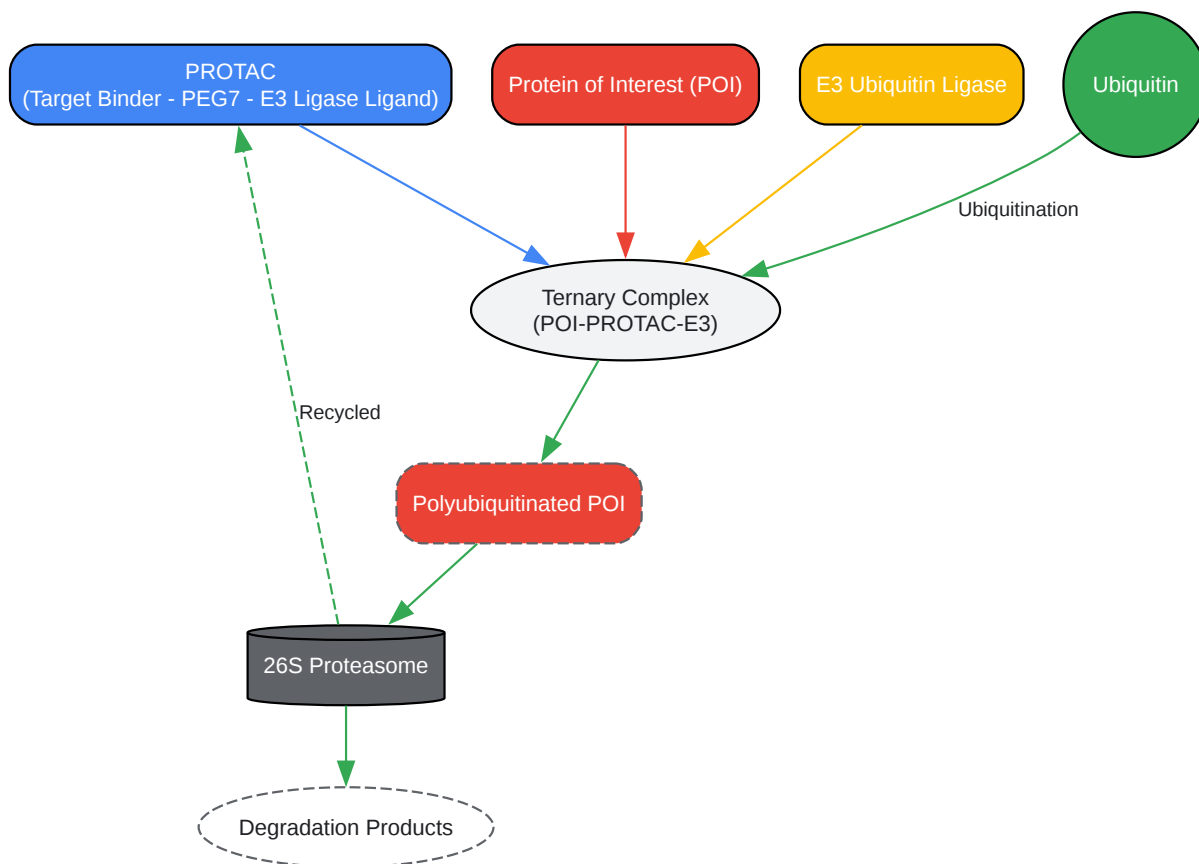 PROTAC
(Target Binder - PEG7 - E3 Ligase Ligand)
Protein of Interest (POI)
E3 Ubiquitin Ligase
Ubiquitin
Ubiquitination
Ternary Complex
(POI-PROTAC-E3)
Recycled
Polyubiquitinated POI
26S Proteasome
Degradation Products